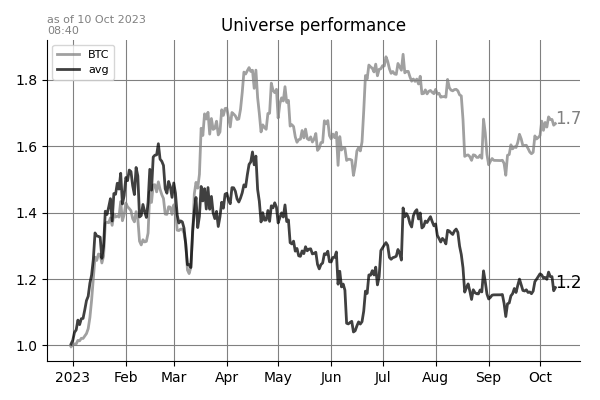 as of 10 Oct 2023
08:40
Universe performance
BTC
avg
1.8
1.6
1.4
1.2
1.0
1.7
1.2
2023 Feb Mar Apr May Jun Jul Aug Sep Oct